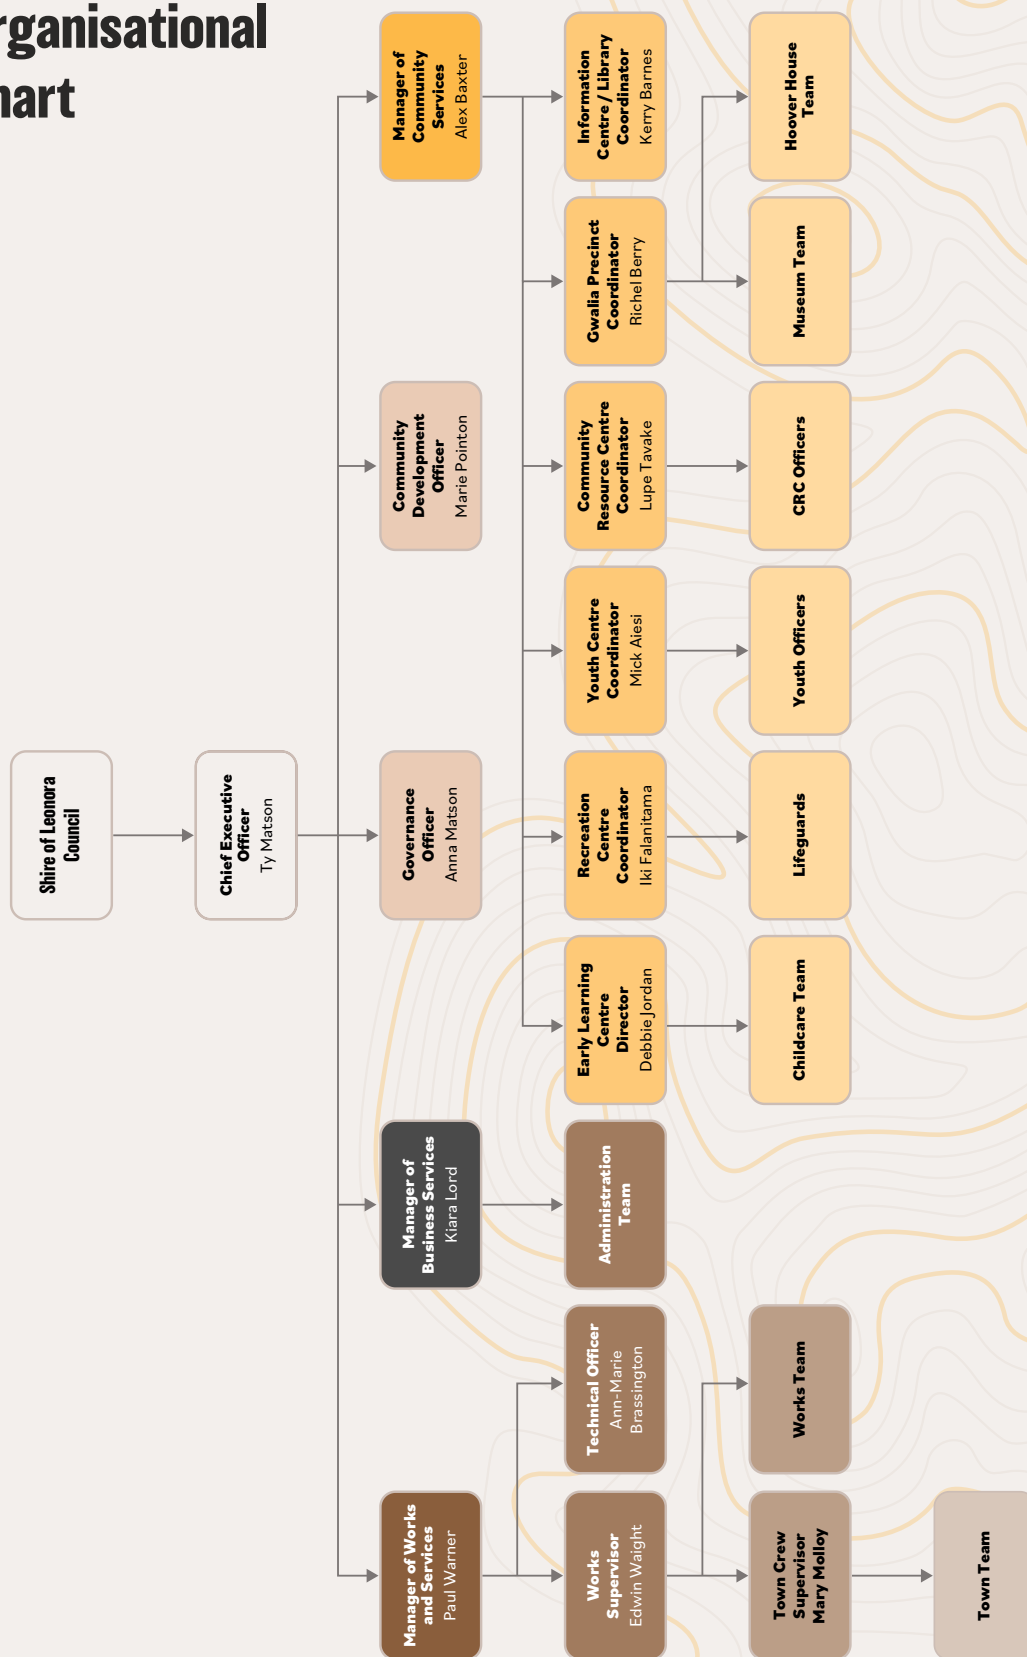 rganisational
hart
Shire of Leonora
Council
Chief Executive
Officer
Ty Matson
Manager of
Community
Services
Alex Baxter
Community
Development
Officer
Marie Pointon
Governance
Officer
Anna Matson
Manager of
Business Services
Kiara Lord
Manager of Works
and Services
Paul Warner
Information
Centre / Library
Coordinator
Kerry Barnes
Gwalia Precinct
Coordinator
Richel Berry
Community
Resource Centre
Coordinator
Lupe Tavake
Youth Centre
Coordinator
Mick Aiesi
Recreation
Centre
Coordinator
Iki Falanitama
Early Learning
Centre
Director
Debbie Jordan
Administration
Team
Technical Officer
Ann-Marie
Brassington
Works
Supervisor
Edwin Waight
Hoover House
Team
Museum Team
CRC Officers
Youth Officers
Lifeguards
Childcare Team
Works Team
Town Crew
Supervisor
Mary Molloy
Town Team